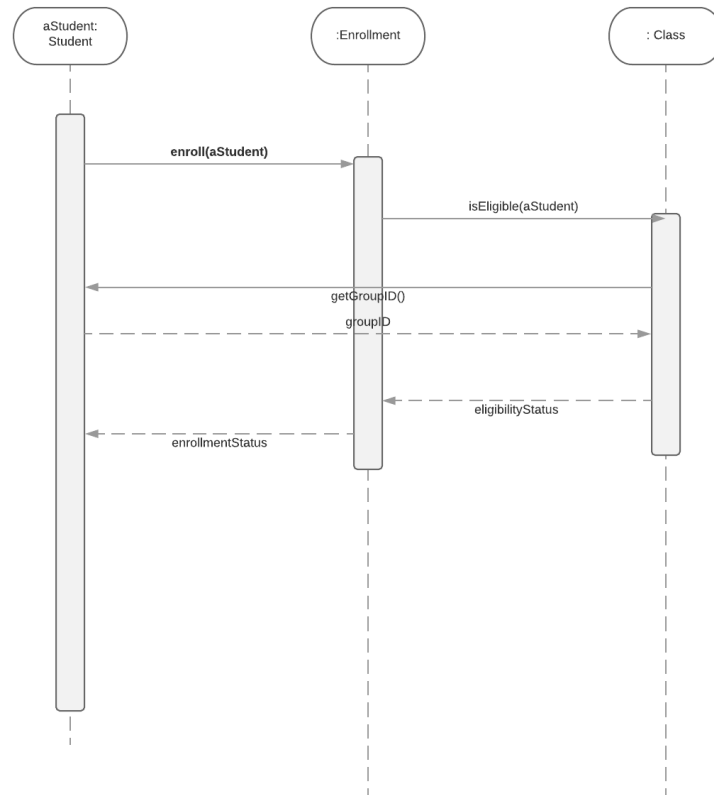 aStudent:
Student
:Enrollment
: Class
enroll(aStudent)
isEligible(aStudent)
getGroupID()
groupID
eligibilityStatus
enrollmentStatus